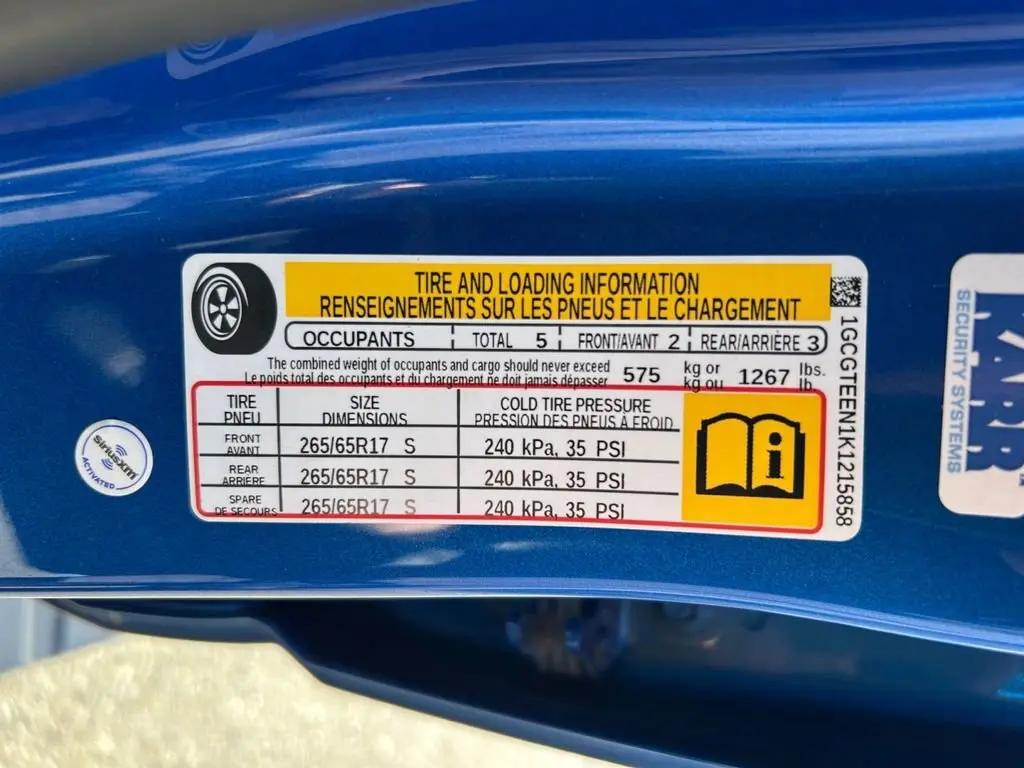 TIRE AND LOADING INFORMATION
RENSEIGNEMENTS SUR LES PNEUS ET LE CHARGEMENT
OCCUPANTS TOTAL 5 FRONT/AVANT 2 REAR/ARRIÈRE 3
The combined weight of occupants and cargo should never exceed 575 kg or 1267 lbs.
Le poids total des occupants et du chargement ne doit jamais dépasser kg ou lb.
TIRE SIZE COLD TIRE PRESSURE
PNEU DIMENSIONS PRESSION DES PNEUS A FROID
FRONT
AVANT 265/65R17 S 240 kPa, 35 PSI
REAR
ARRIÈRE 265/65R17 S 240 kPa, 35 PSI
SPARE
DE SECOURS 265/65R17 S 240 kPa, 35 PSI
1GCGTEEN1K1215858
SiriusXM
ACTIVATED
SECURITY SYSTEMS